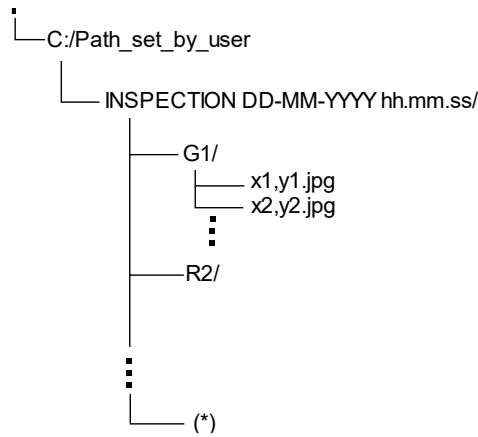 C:/Path_set_by_user
INSPECTION DD-MM-YYYY hh.mm.ss/
G1/
x1,y1.jpg
x2,y2.jpg
R2/
(*)